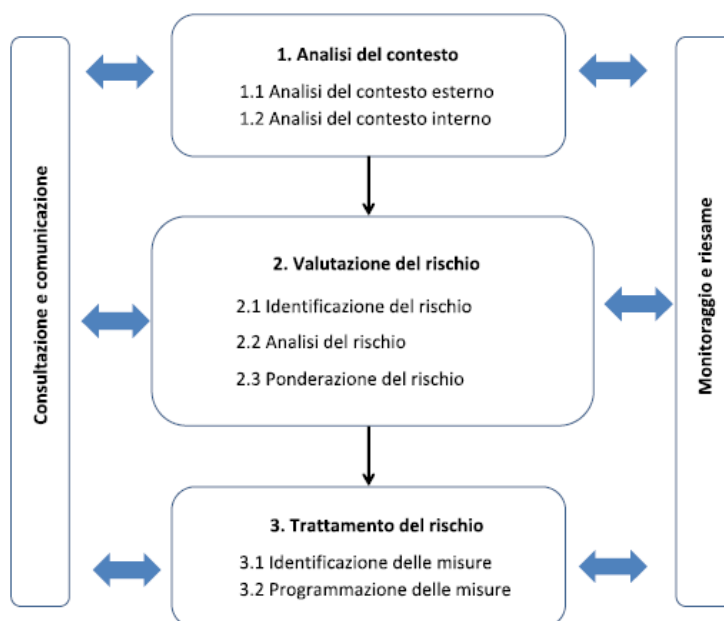 Consultazione e comunicazione
1. Analisi del contesto
1.1 Analisi del contesto esterno
1.2 Analisi del contesto interno
2. Valutazione del rischio
2.1 Identificazione del rischio
2.2 Analisi del rischio
2.3 Ponderazione del rischio
3. Trattamento del rischio
3.1 Identificazione delle misure
3.2 Programmazione delle misure
Monitoraggio e riesame